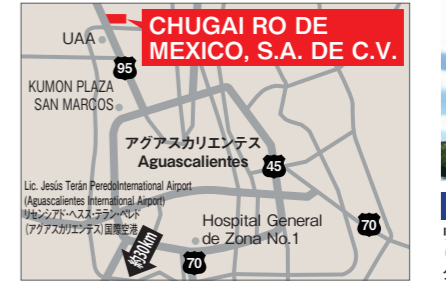 CHUGAI RO DE
MEXICO, S.A. DE C.V.
UAA
95
KUMON PLAZA
SAN MARCOS
アグアスカリエンテス
Aguascalientes
45
Lic. Jesús Terán PeredoInternational Airport
(Aguascalientes International Airport)
リセンシアド・ヘスス・テラン・ペレド
(アグアスカリエンテス)国際空港
Hospital General
de Zona No.1
70
約30km
70